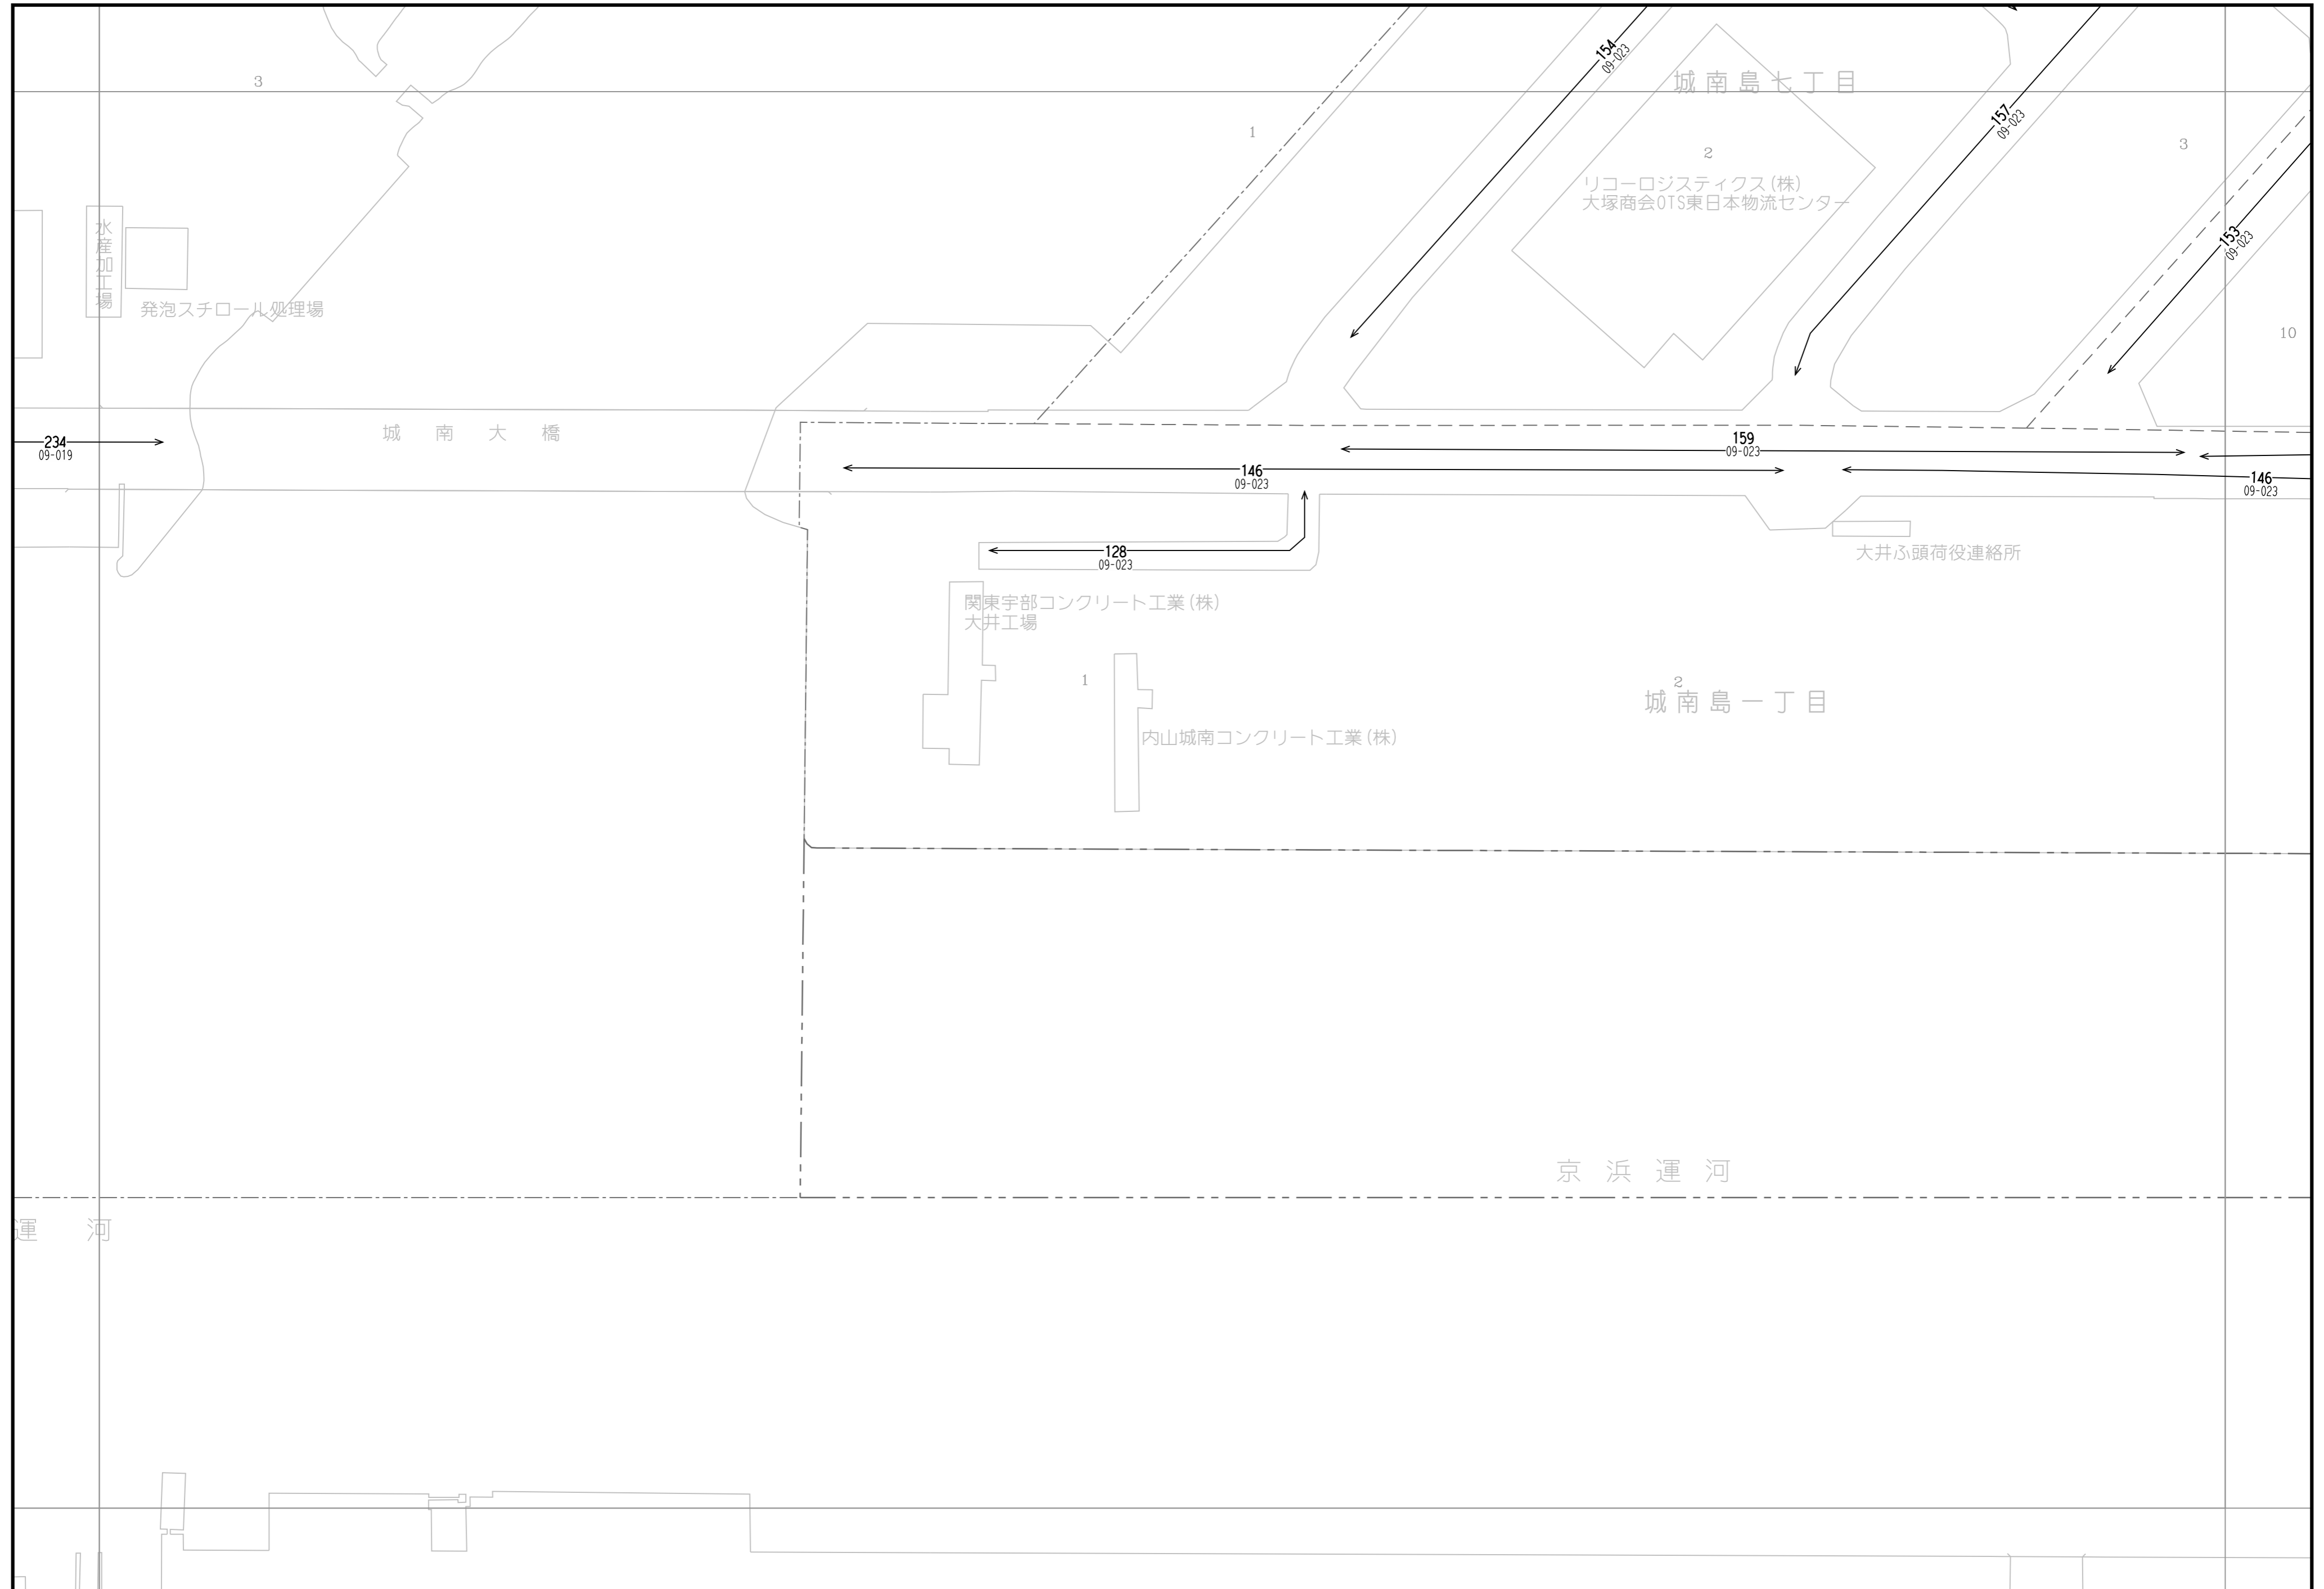 154
09-023
3
城南島七丁目
157
09-023
1
3
2
リコーロジスティクス(株)
大塚商会OTS東日本物流センター
水産加工場
153
09-023
発泡スチロール処理場
10
城南大橋
234
09-019
159
09-023
146
09-023
146
09-023
128
09-023
大井ふ頭荷役連絡所
関東宇部コンクリート工業(株)
大井工場
1
2
城南島一丁目
内山城南コンクリート工業(株)
京浜運河
運河